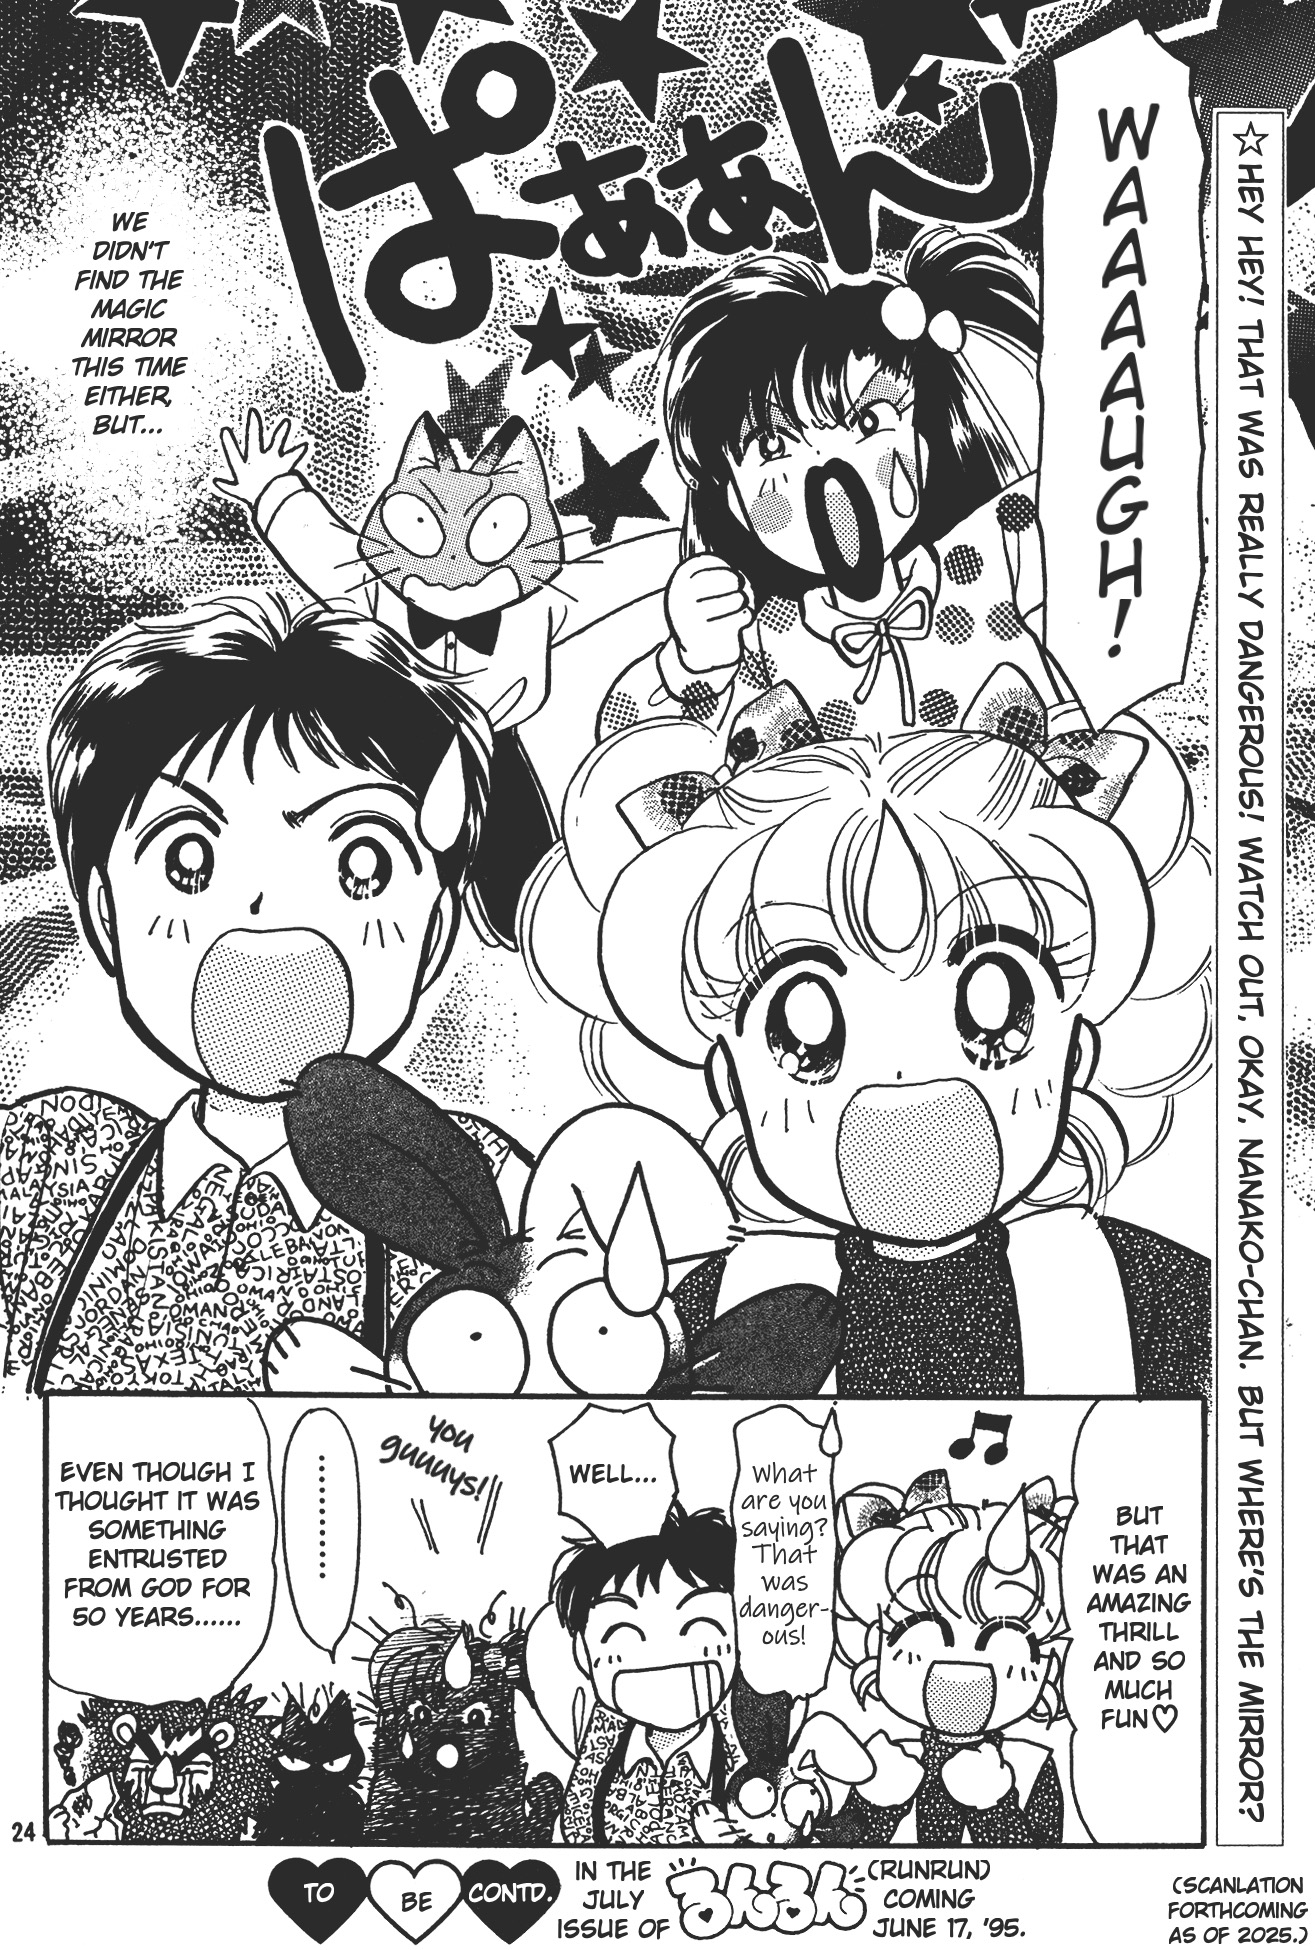 WAAAAAUGH!
ぱぁぁん
WE
DIDN'T
FIND THE
MAGIC
MIRROR
THIS TIME
EITHER,
BUT...
☆HEY HEY! THAT WAS REALLY DANGEROUS! WATCH OUT, OKAY, NANAKO-CHAN. BUT WHERE'S THE MIRROR?
BUT
THAT
WAS AN
AMAZING
THRILL
AND SO
MUCH
FUN♡
What
are you
saying?
That
was
danger-
ous!
WELL...
you
guuuys!!
.........
EVEN THOUGH I
THOUGHT IT WAS
SOMETHING
ENTRUSTED
FROM GOD FOR
50 YEARS......
24
TO BE CONTD.
IN THE
JULY
ISSUE OF
るんるん
(RUNRUN)
COMING
JUNE 17, '95.
(SCANLATION
FORTHCOMING
AS OF 2025.)